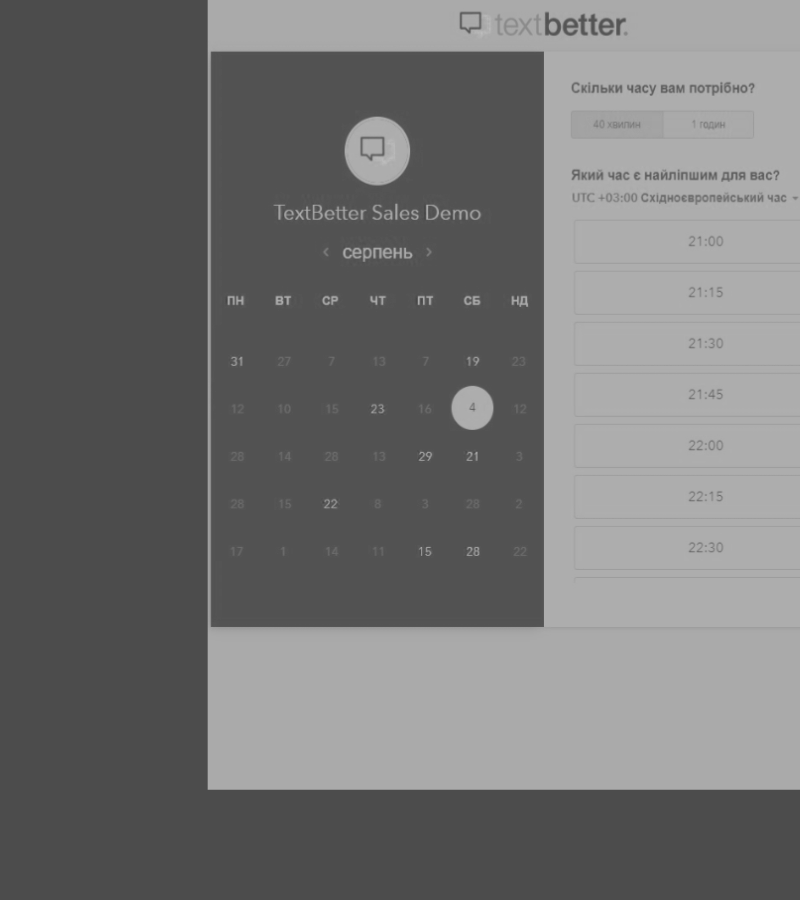 textbetter.
TextBetter Sales Demo
‹ серпень ›
ПН ВТ СР ЧТ ПТ СБ НД
31 27 7 13 7 19 23
12 10 15 23 16 4 12
28 14 28 13 29 21 3
28 15 22 8 3 28 2
17 1 14 11 15 28 22
Скільки часу вам потрібно?
40 хвилин 1 годин
Який час є найліпшим для вас?
UTC +03:00 Східноєвропейський час
21:00
21:15
21:30
21:45
22:00
22:15
22:30